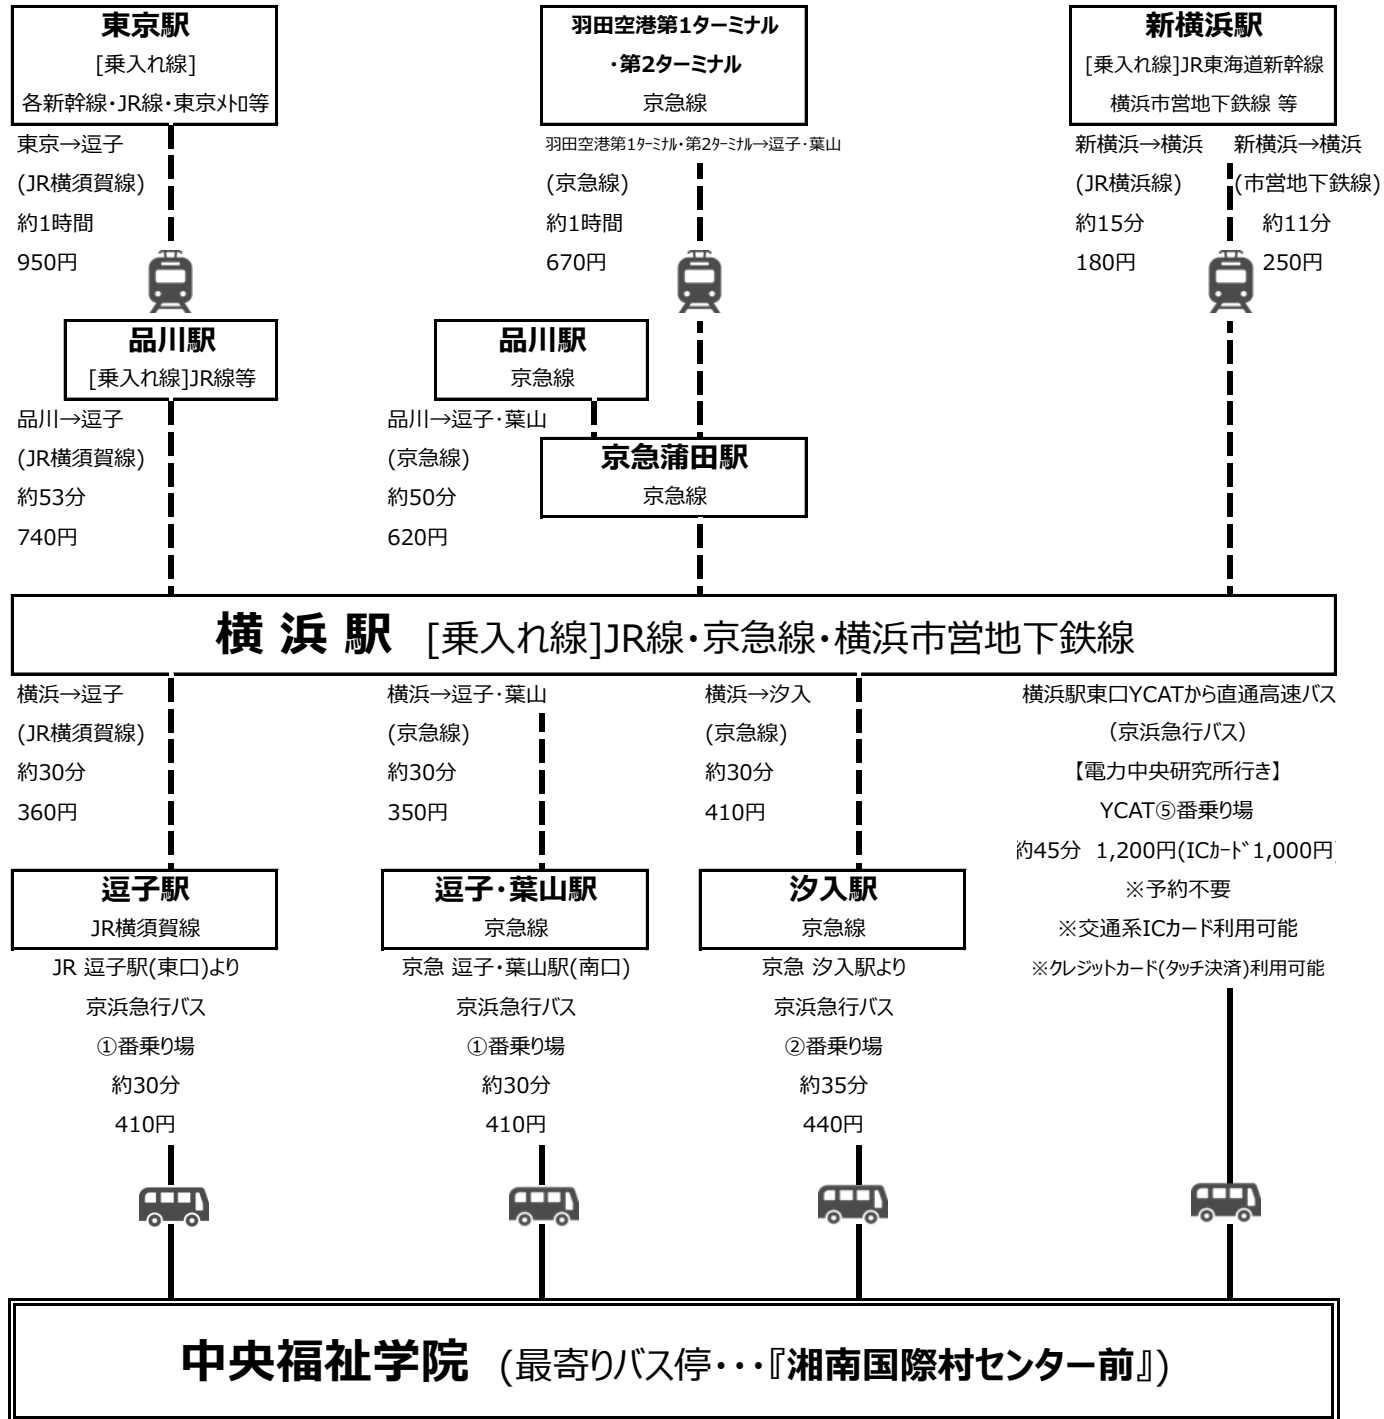 東京駅
[乗入れ線]
各新幹線・JR線・東京ﾒﾄﾛ等
羽田空港第1ターミナル
・第2ターミナル
京急線
新横浜駅
[乗入れ線]JR東海道新幹線
横浜市営地下鉄線 等
東京→逗子
(JR横須賀線)
約1時間
950円
羽田空港第1ﾀｰﾐﾅﾙ・第2ﾀｰﾐﾅﾙ→逗子・葉山
(京急線)
約1時間
670円
新横浜→横浜
(JR横浜線)
約15分
180円
新横浜→横浜
(市営地下鉄線)
約11分
250円
品川駅
[乗入れ線]JR線等
品川駅
京急線
品川→逗子
(JR横須賀線)
約53分
740円
品川→逗子・葉山
(京急線)
約50分
620円
京急蒲田駅
京急線
横 浜 駅 [乗入れ線]JR線・京急線・横浜市営地下鉄線
横浜→逗子
(JR横須賀線)
約30分
360円
横浜→逗子・葉山
(京急線)
約30分
350円
横浜→汐入
(京急線)
約30分
410円
横浜駅東口YCATから直通高速バス
（京浜急行バス）
【電力中央研究所行き】
YCAT⑤番乗り場
約45分 1,200円(ICｶｰﾄﾞ1,000円)
※予約不要
※交通系ICカード利用可能
※クレジットカード(タッチ決済)利用可能
逗子駅
JR横須賀線
逗子・葉山駅
京急線
汐入駅
京急線
JR 逗子駅(東口)より
京浜急行バス
①番乗り場
約30分
410円
京急 逗子・葉山駅(南口)
京浜急行バス
①番乗り場
約30分
410円
京急 汐入駅より
京浜急行バス
②番乗り場
約35分
440円
中央福祉学院 (最寄りバス停・・・『湘南国際村センター前』)